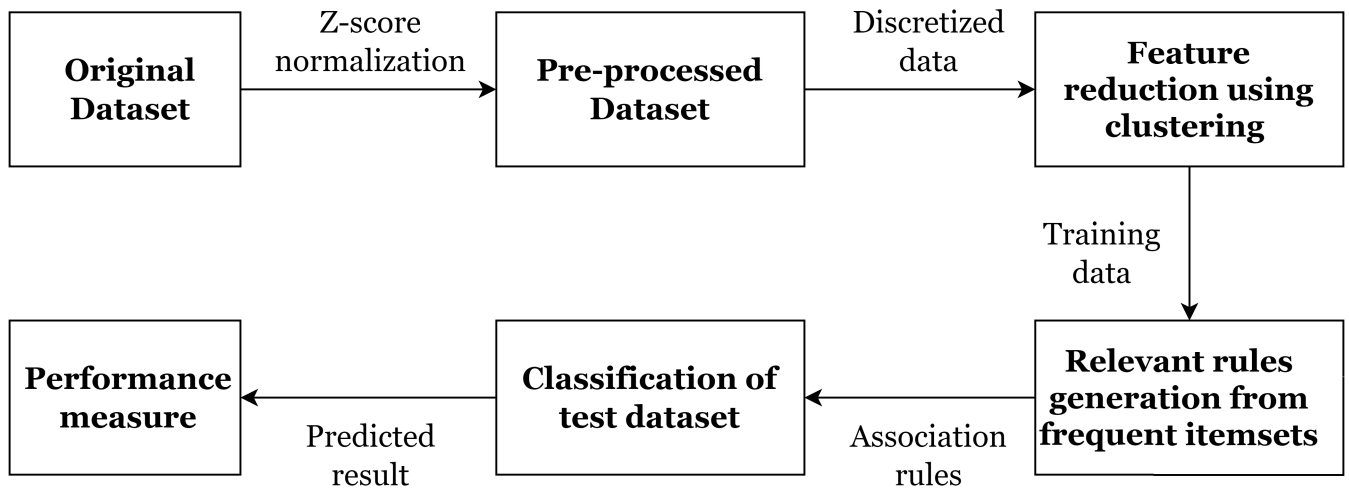 Original
Dataset
Z-score
normalization
Pre-processed
Dataset
Discretized
data
Feature
reduction using
clustering
Training
data
Relevant rules
generation from
frequent itemsets
Association
rules
Classification of
test dataset
Predicted
result
Performance
measure